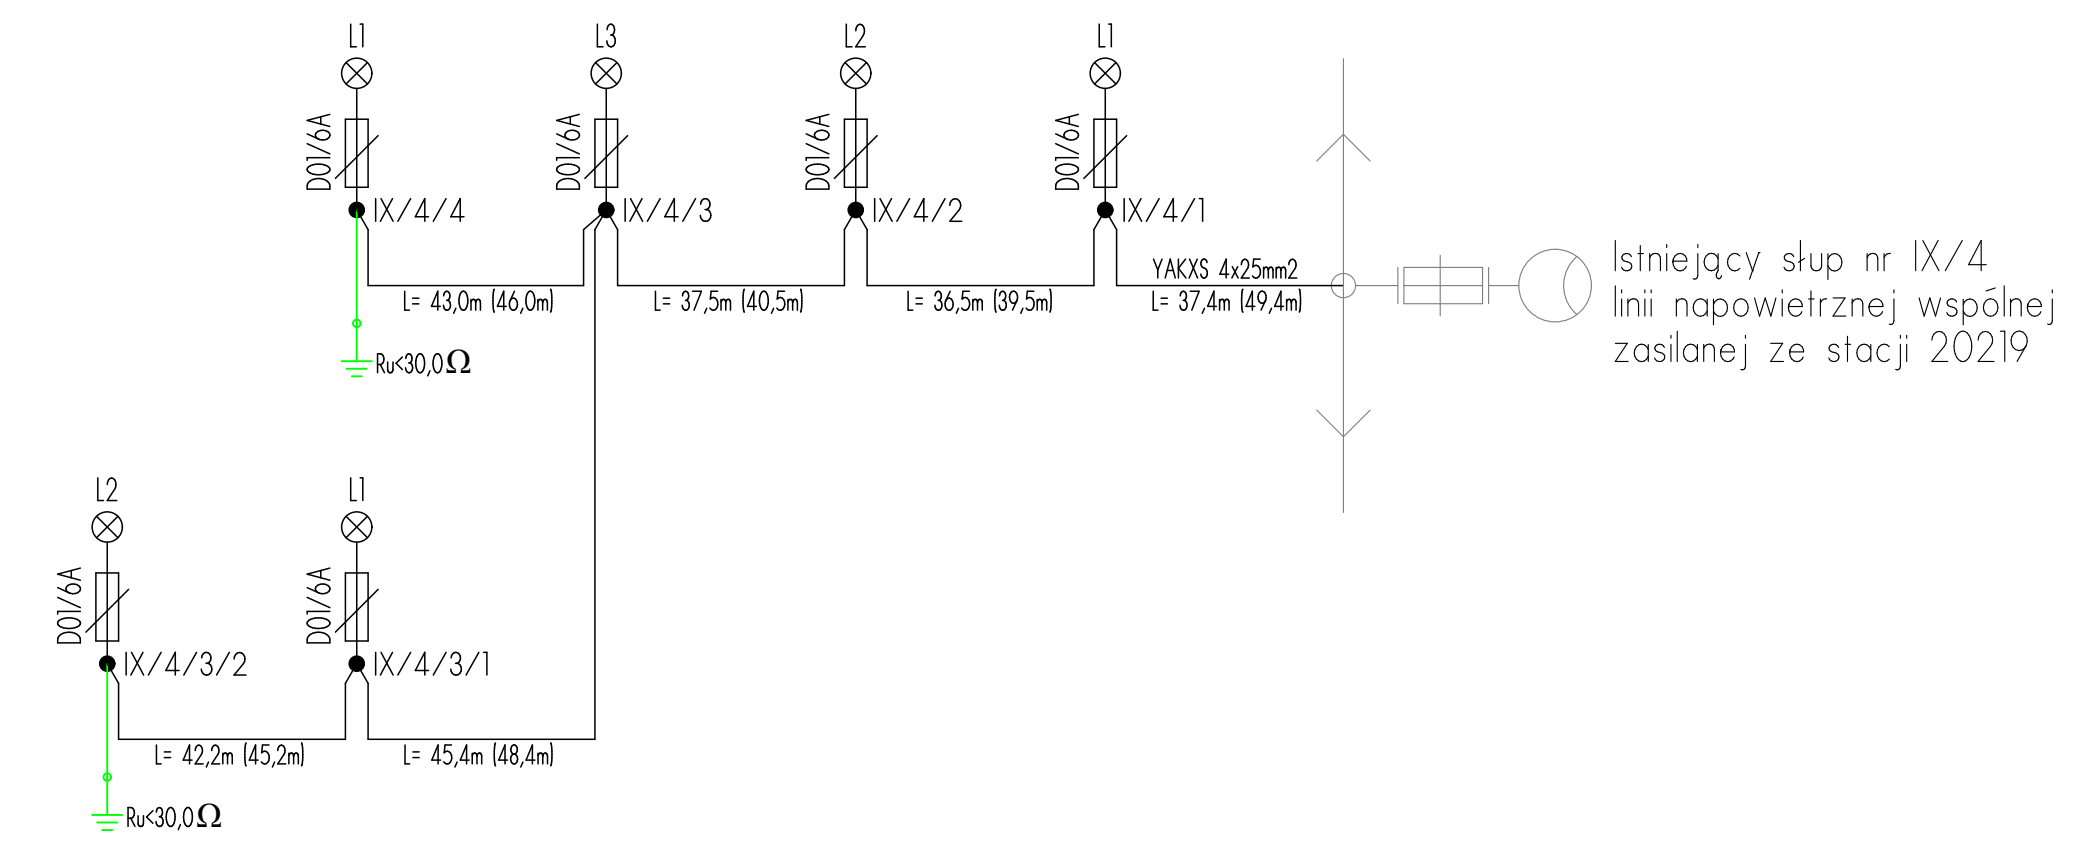 L1
L3
L2
L1
D01/6A
D01/6A
D01/6A
D01/6A
IX/4/4
IX/4/3
IX/4/2
IX/4/1
YAKXS 4x25mm2
L= 43,0m (46,0m)
L= 37,5m (40,5m)
L= 36,5m (39,5m)
L= 37,4m (49,4m)
Istniejący słup nr IX/4
linii napowietrznej wspólnej
zasilanej ze stacji 20219
Ru<30,0Ω
L2
L1
D01/6A
D01/6A
IX/4/3/2
IX/4/3/1
L= 42,2m (45,2m)
L= 45,4m (48,4m)
Ru<30,0Ω